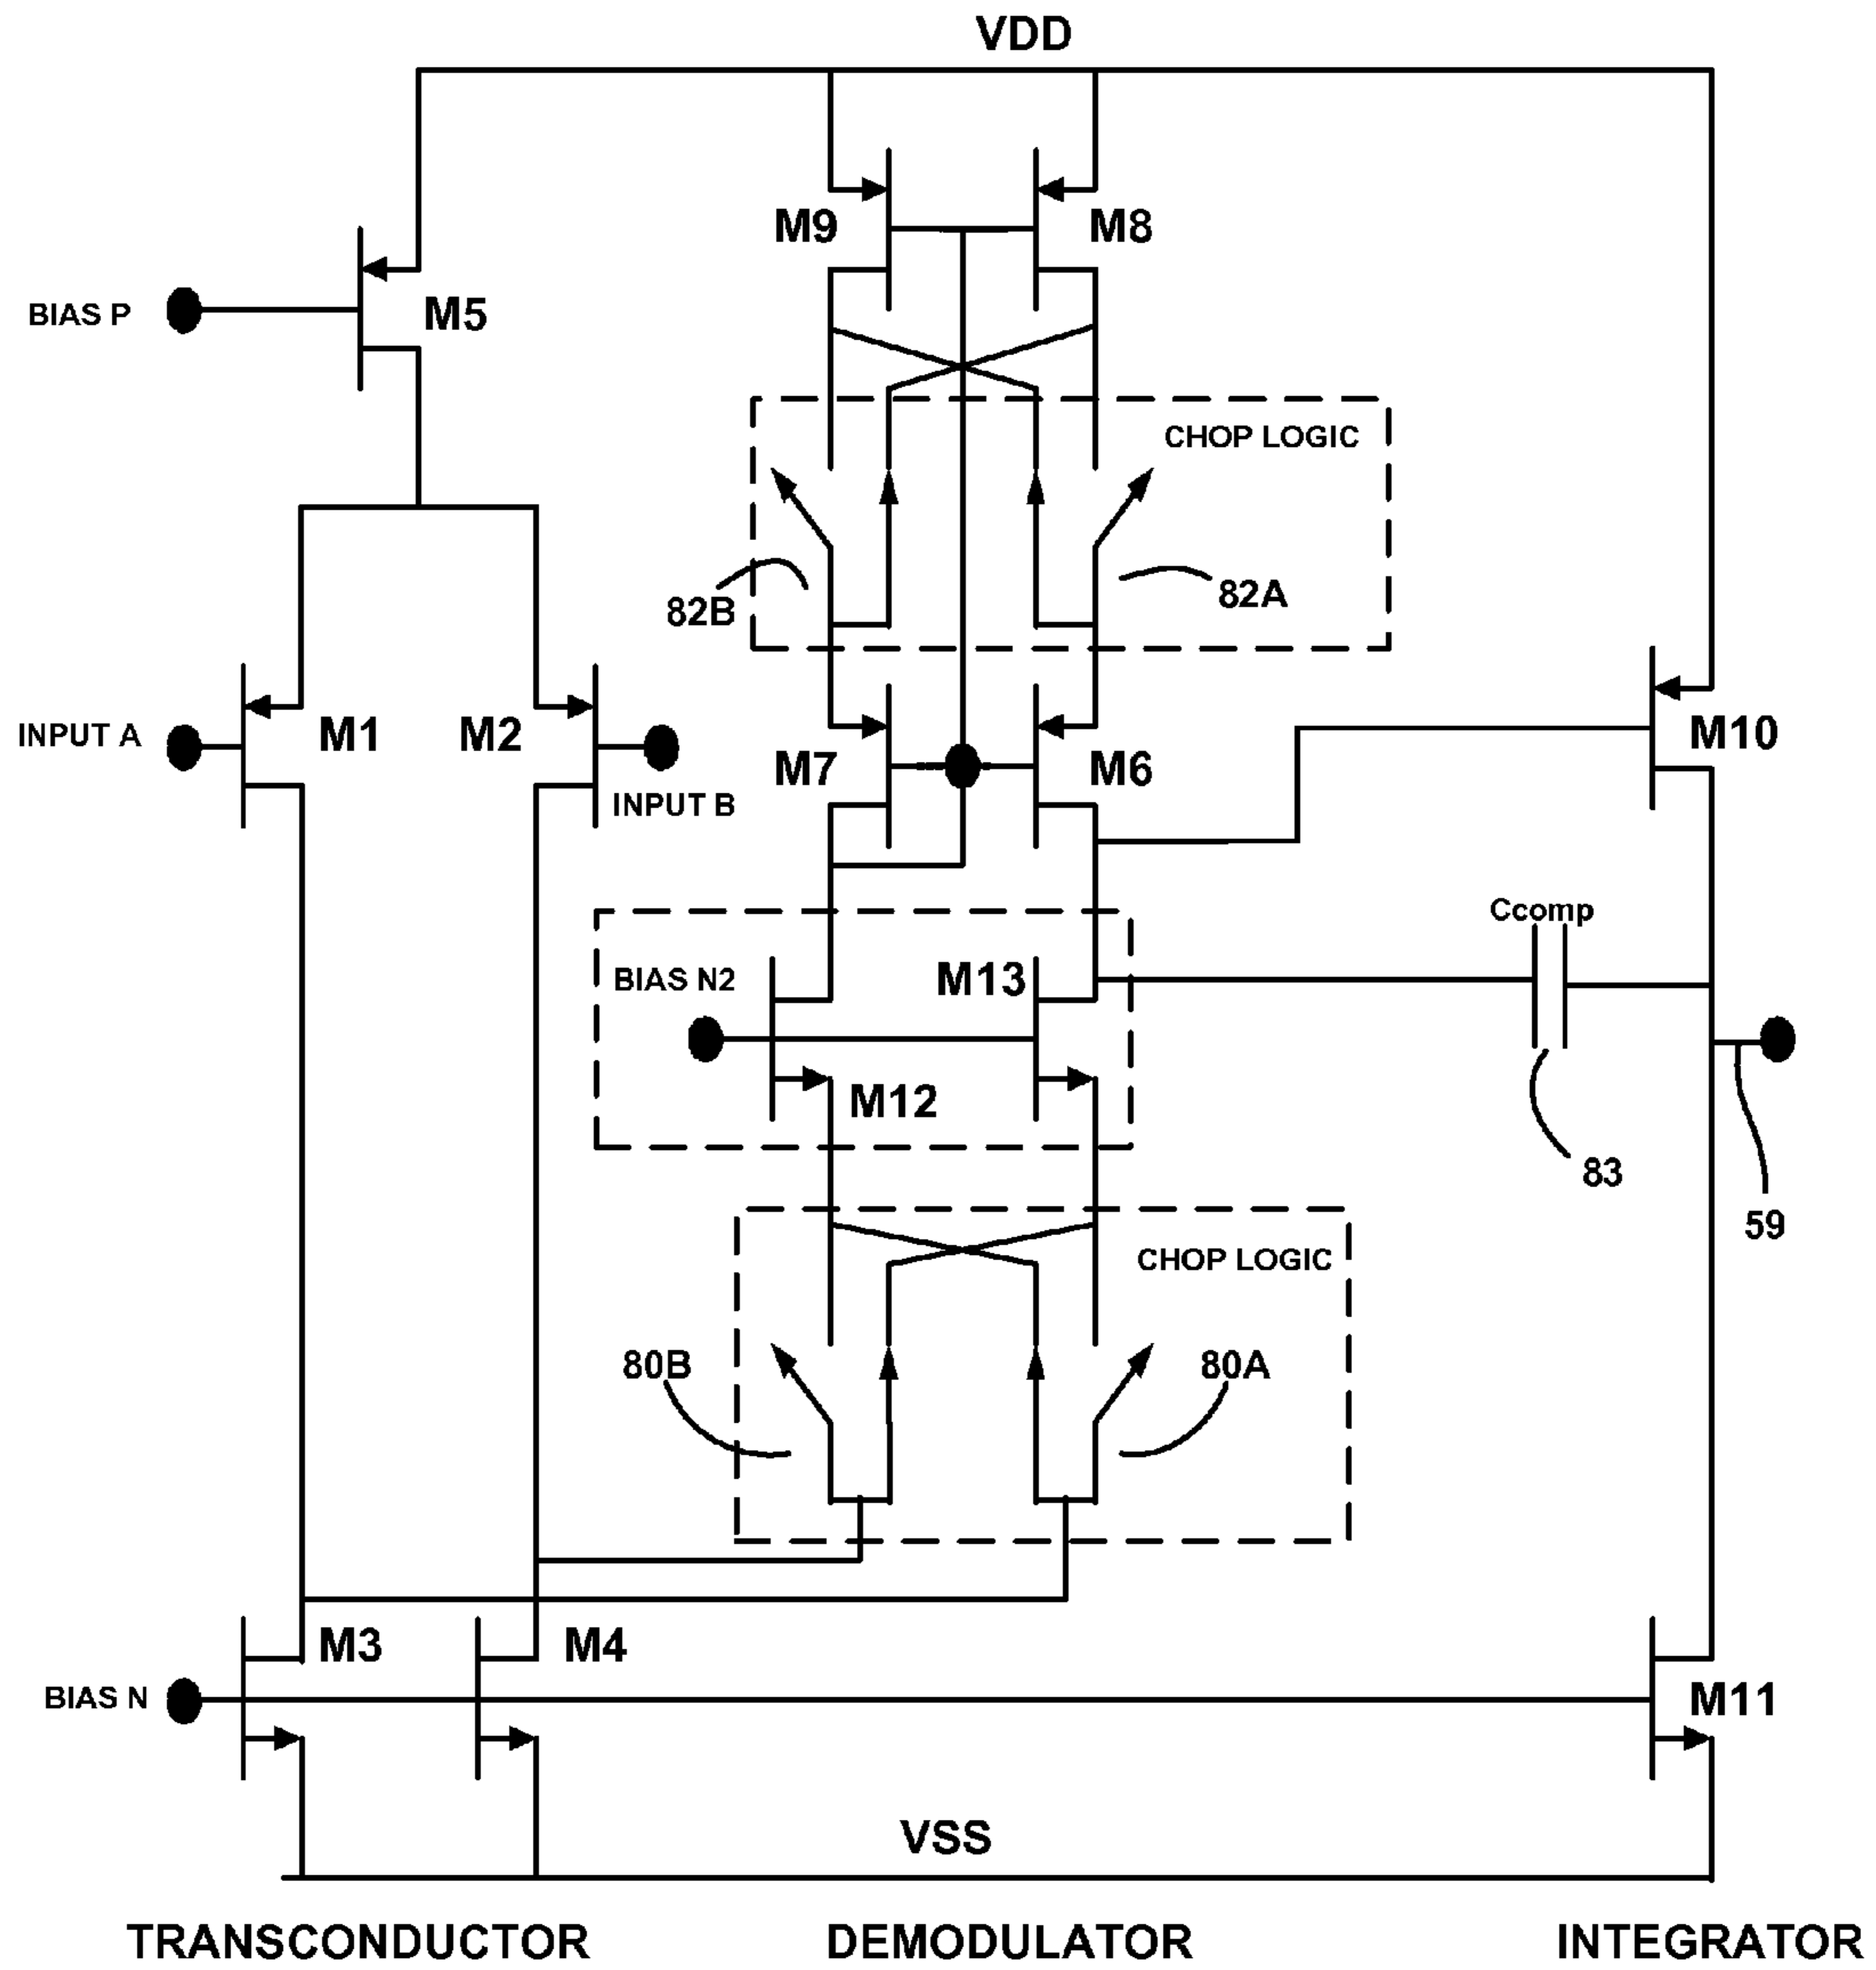 VDD
M9
M8
BIAS P
M5
CHOP LOGIC
82B
82A
INPUT A
M1
M2
M7
M6
M10
INPUT B
Ccomp
BIAS N2
M13
M12
83
59
CHOP LOGIC
80B
80A
M3
M4
BIAS N
M11
VSS
TRANSCONDUCTOR
DEMODULATOR
INTEGRATOR